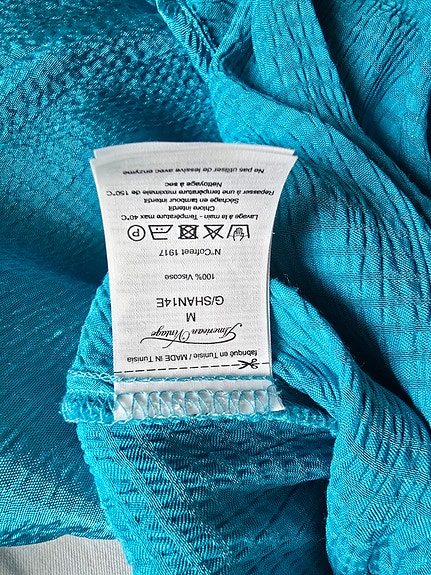 fabriqué en Tunisie / MADE IN Tunisia
American Vintage
M
G/SHAN14E
100% Viscose
N°Cofreet 1917
P
Lavage à la main - Température max 40°C
Chlore interdit
Séchage en tambour interdit
Repasser à une température maximale de 150°C
Nettoyage à sec
Ne pas utiliser de lessive avec enzyme